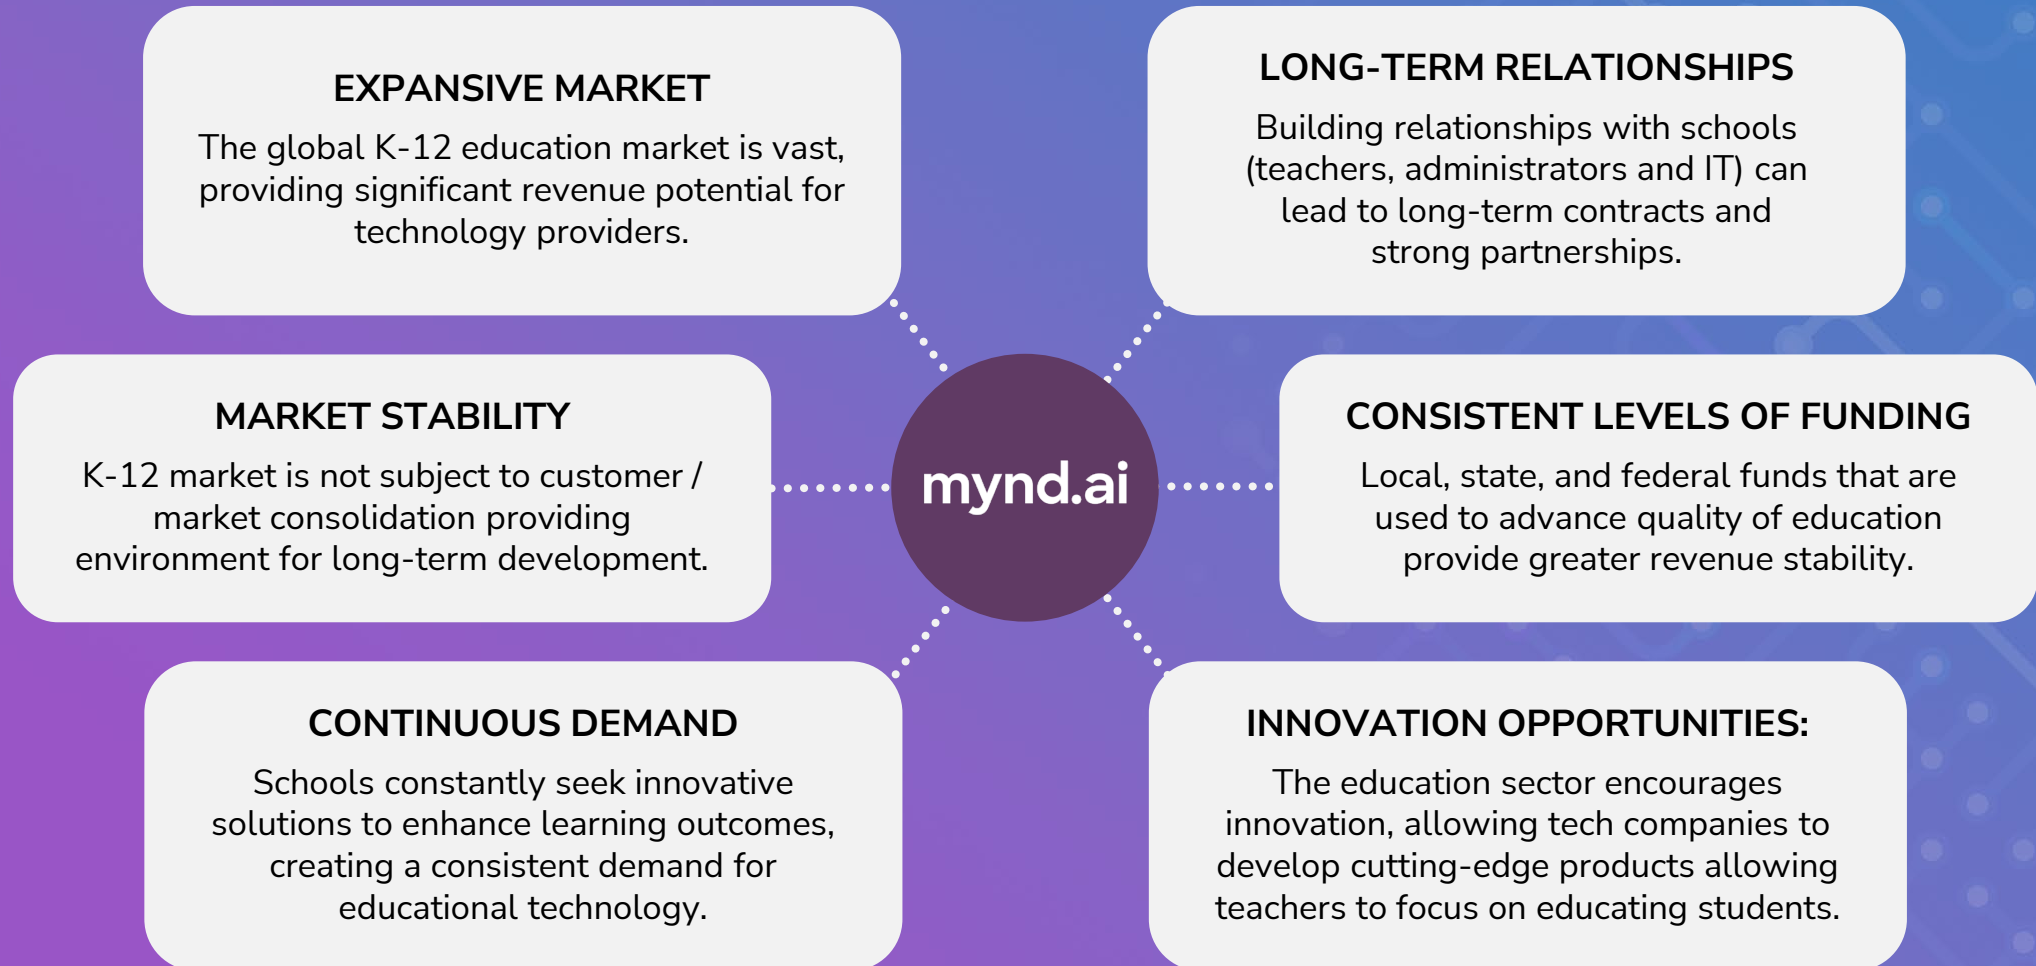 EXPANSIVE MARKET
The global K-12 education market is vast,
providing significant revenue potential for
technology providers.
LONG-TERM RELATIONSHIPS
Building relationships with schools
(teachers, administrators and IT) can
lead to long-term contracts and
strong partnerships.
MARKET STABILITY
K-12 market is not subject to customer /
market consolidation providing
environment for long-term development.
mynd.ai
CONSISTENT LEVELS OF FUNDING
Local, state, and federal funds that are
used to advance quality of education
provide greater revenue stability.
CONTINUOUS DEMAND
Schools constantly seek innovative
solutions to enhance learning outcomes,
creating a consistent demand for
educational technology.
INNOVATION OPPORTUNITIES:
The education sector encourages
innovation, allowing tech companies to
develop cutting-edge products allowing
teachers to focus on educating students.